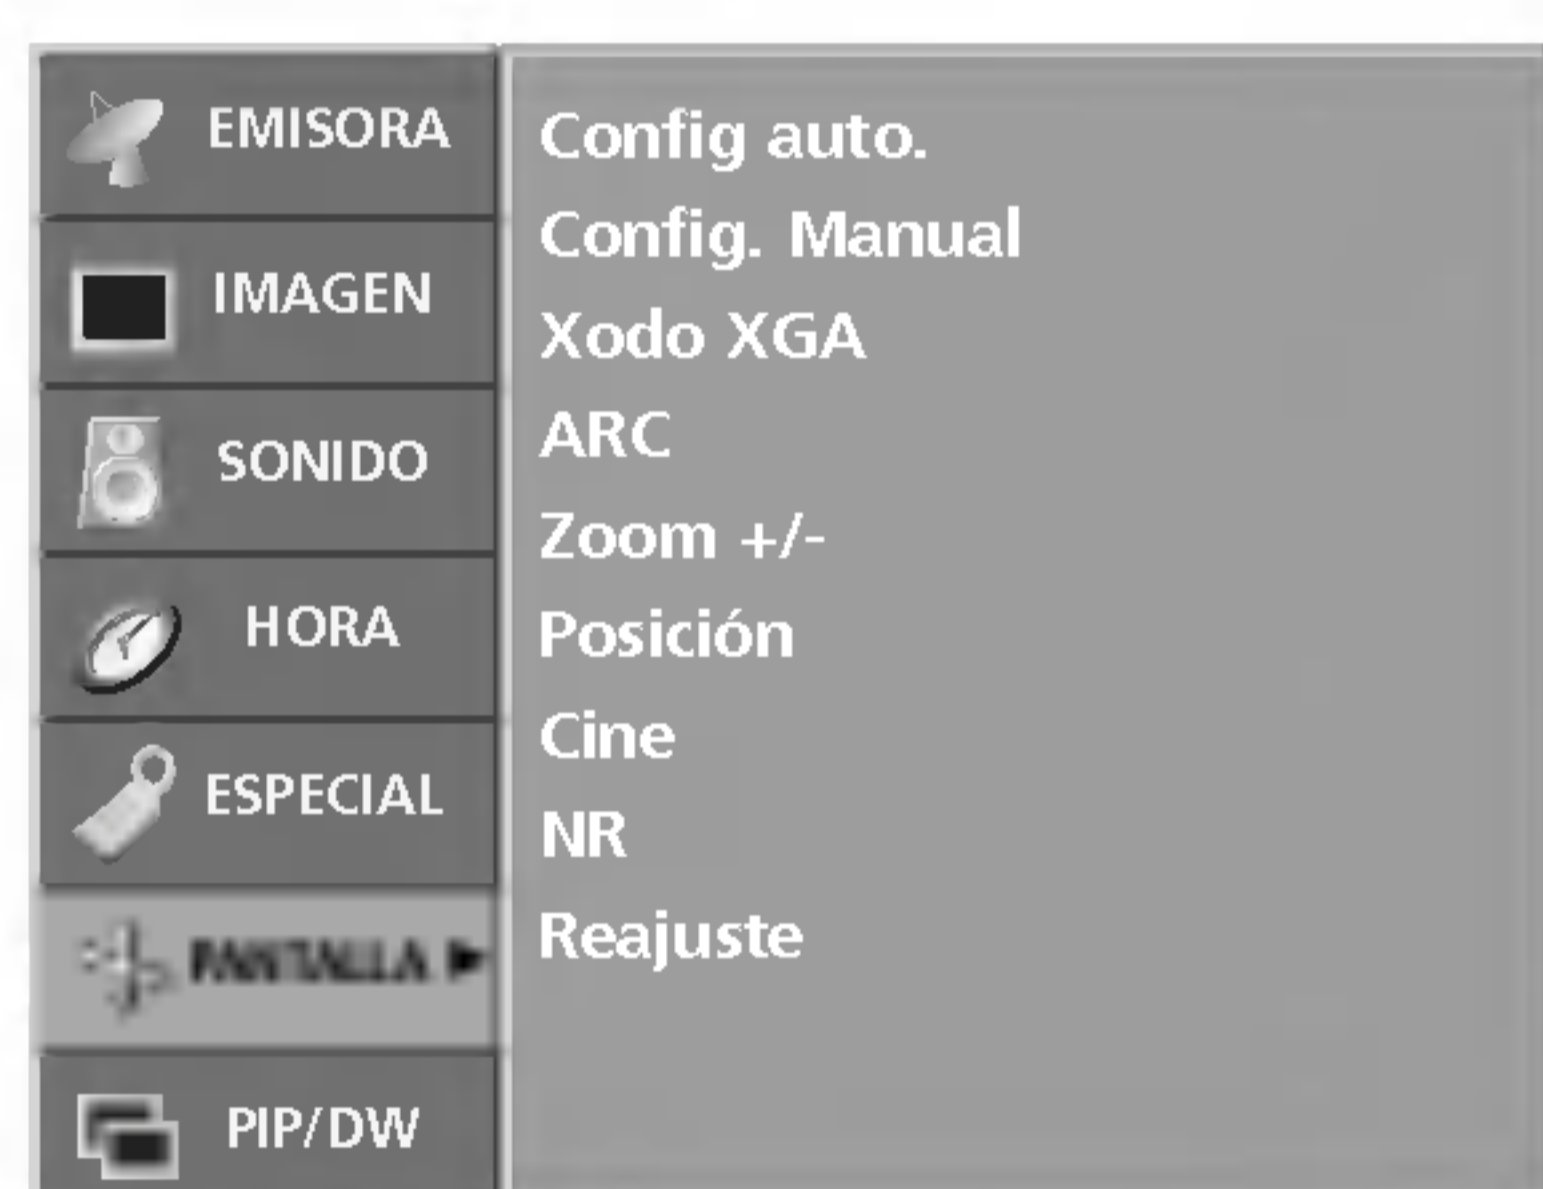 EMISORA
IMAGEN
SONIDO
HORA
ESPECIAL
PANTALLA ►
PIP/DW
Config auto.
Config. Manual
Xodo XGA
ARC
Zoom +/-
Posición
Cine
NR
Reajuste